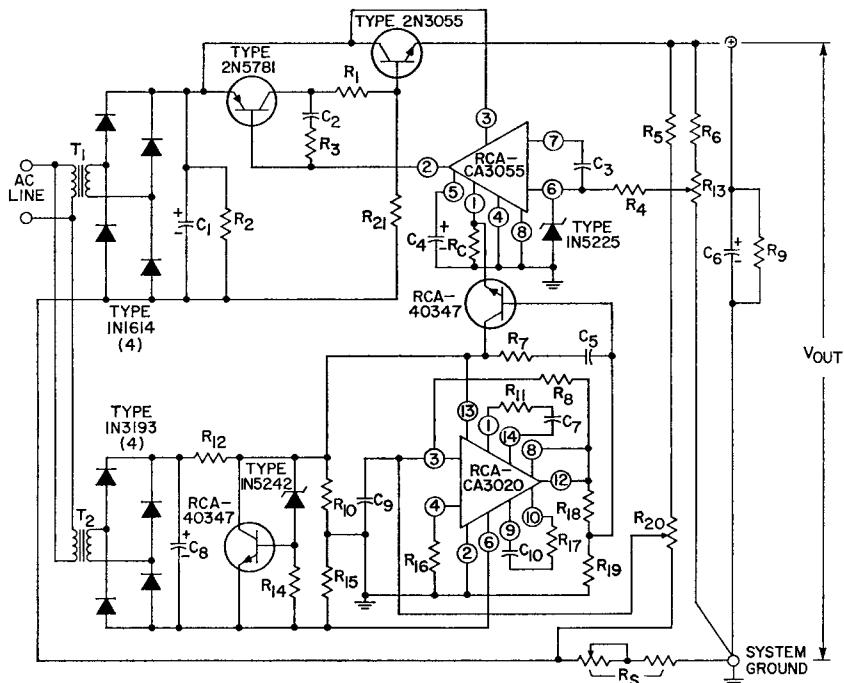 TYPE 2N3055
TYPE
2N5781
R1
C2
R3
3
2
RCA-
CA3055
7
C3
6
5
1
4
8
R5
R6
R13
R4
T1
AC
LINE
+
-
C1
R2
R21
C4
+
-
RC
TYPE
IN5225
C6
+
-
R9
RCA-
40347
TYPE
IN1614
(4)
R7
C5
VOUT
R8
R11
13
1
14
C7
8
TYPE
IN3193
(4)
R12
TYPE
IN5242
RCA-
40347
R10
C9
3
RCA-
CA3020
12
4
R18
R20
T2
+
-
C8
R14
R15
R16
2
6
9
10
C10
R17
R19
SYSTEM
GROUND
RS
+